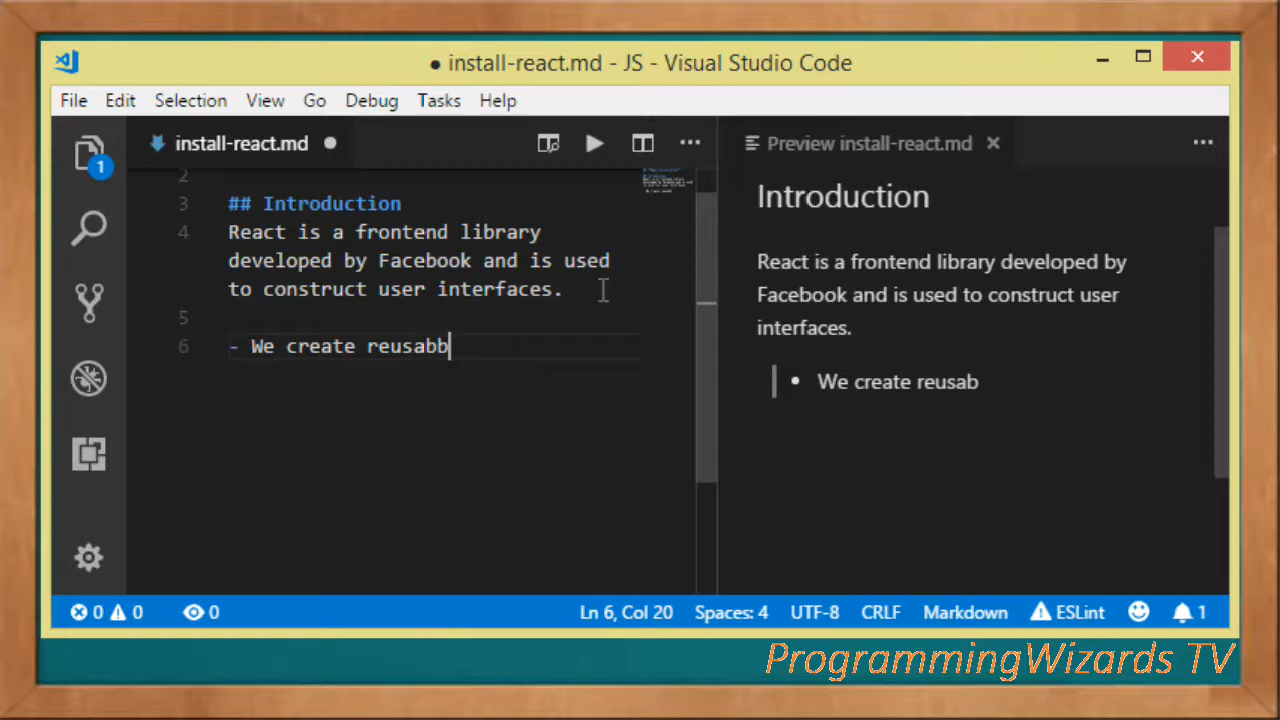 ● install-react.md - JS - Visual Studio Code
File Edit Selection View Go Debug Tasks Help
1
install-react.md
Preview install-react.md
2
3 ## Introduction
4 React is a frontend library
developed by Facebook and is used
to construct user interfaces.
5
6 - We create reusabb
Introduction
React is a frontend library developed by
Facebook and is used to construct user
interfaces.
• We create reusab
0 0 0 Ln 6, Col 20 Spaces: 4 UTF-8 CRLF Markdown ESLint 1
ProgrammingWizards TV